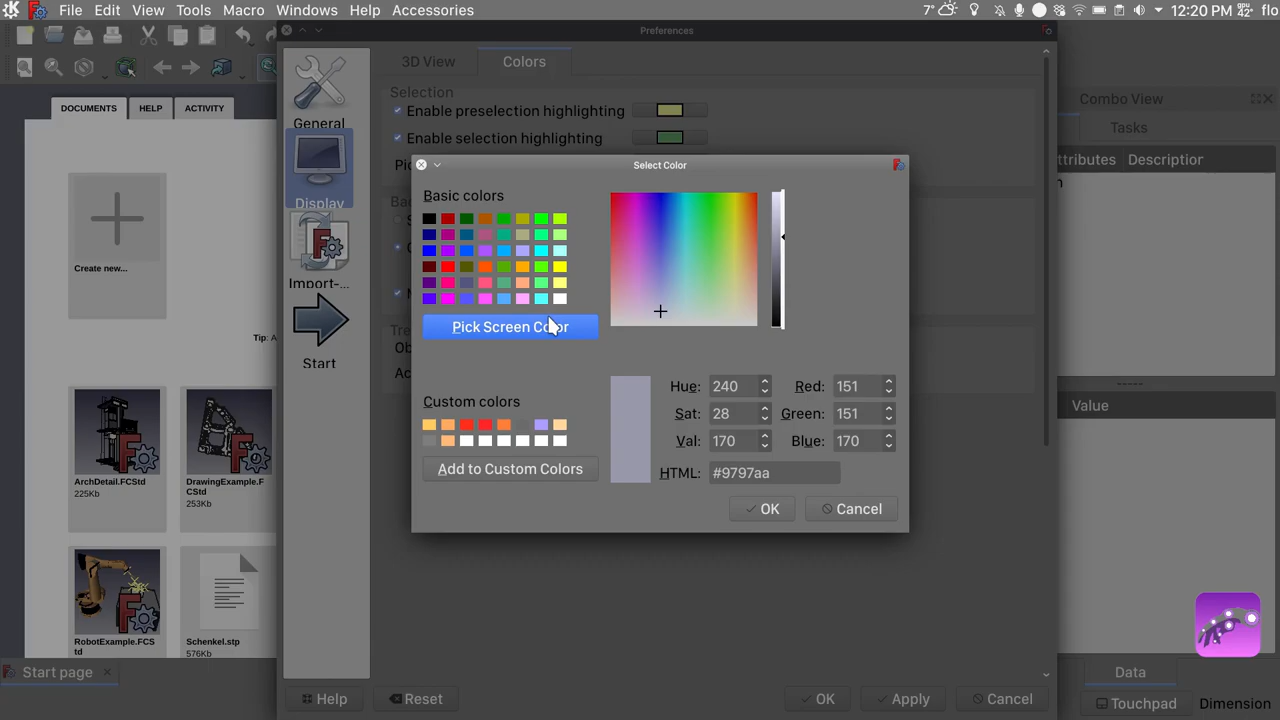 File Edit View Tools Macro Windows Help Accessories
7° 12:20 PM flo
Preferences
3D View Colors
DOCUMENTS HELP ACTIVITY
Selection
Enable preselection highlighting
Enable selection highlighting
General
Display
Import-...
Start
Combo View
Tasks
Value
Select Color
Basic colors
Pick Screen Color
Custom colors
Add to Custom Colors
Hue: 240 Red: 151
Sat: 28 Green: 151
Val: 170 Blue: 170
HTML: #9797aa
OK Cancel
Create new...
Tip:
ArchDetail.FCStd
225Kb
DrawingExample.F
CStd
253Kb
RobotExample.FCS
td
Schenkel.stp
576Kb
Start page
Help Reset OK Apply Cancel
Data
Touchpad Dimension